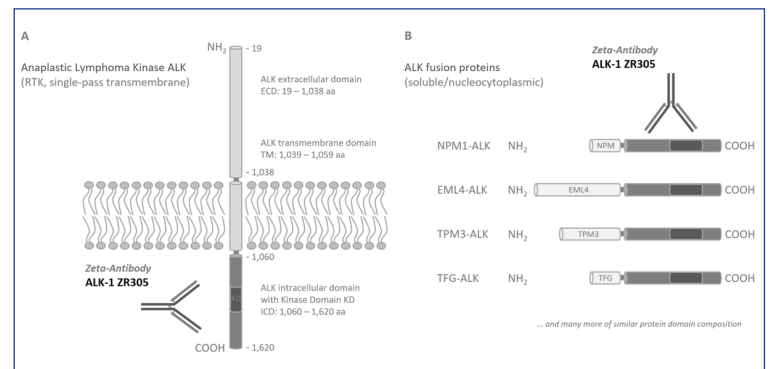 A
NH2
19
Anaplastic Lymphoma Kinase ALK
(RTK, single-pass transmembrane)
ALK extracellular domain
ECD: 19 – 1,038 aa
ALK transmembrane domain
TM: 1,039 – 1,059 aa
1,038
1,060
Zeta-Antibody
ALK-1 ZR305
KD
ALK intracellular domain
with Kinase Domain KD
ICD: 1,060 – 1,620 aa
COOH
1,620
B
ALK fusion proteins
(soluble/nucleocytoplasmic)
Zeta-Antibody
ALK-1 ZR305
NPM1-ALK NH2 NPM COOH
EML4-ALK NH2 EML4 COOH
TPM3-ALK NH2 TPM3 COOH
TFG-ALK NH2 TFG COOH
... and many more of similar protein domain composition